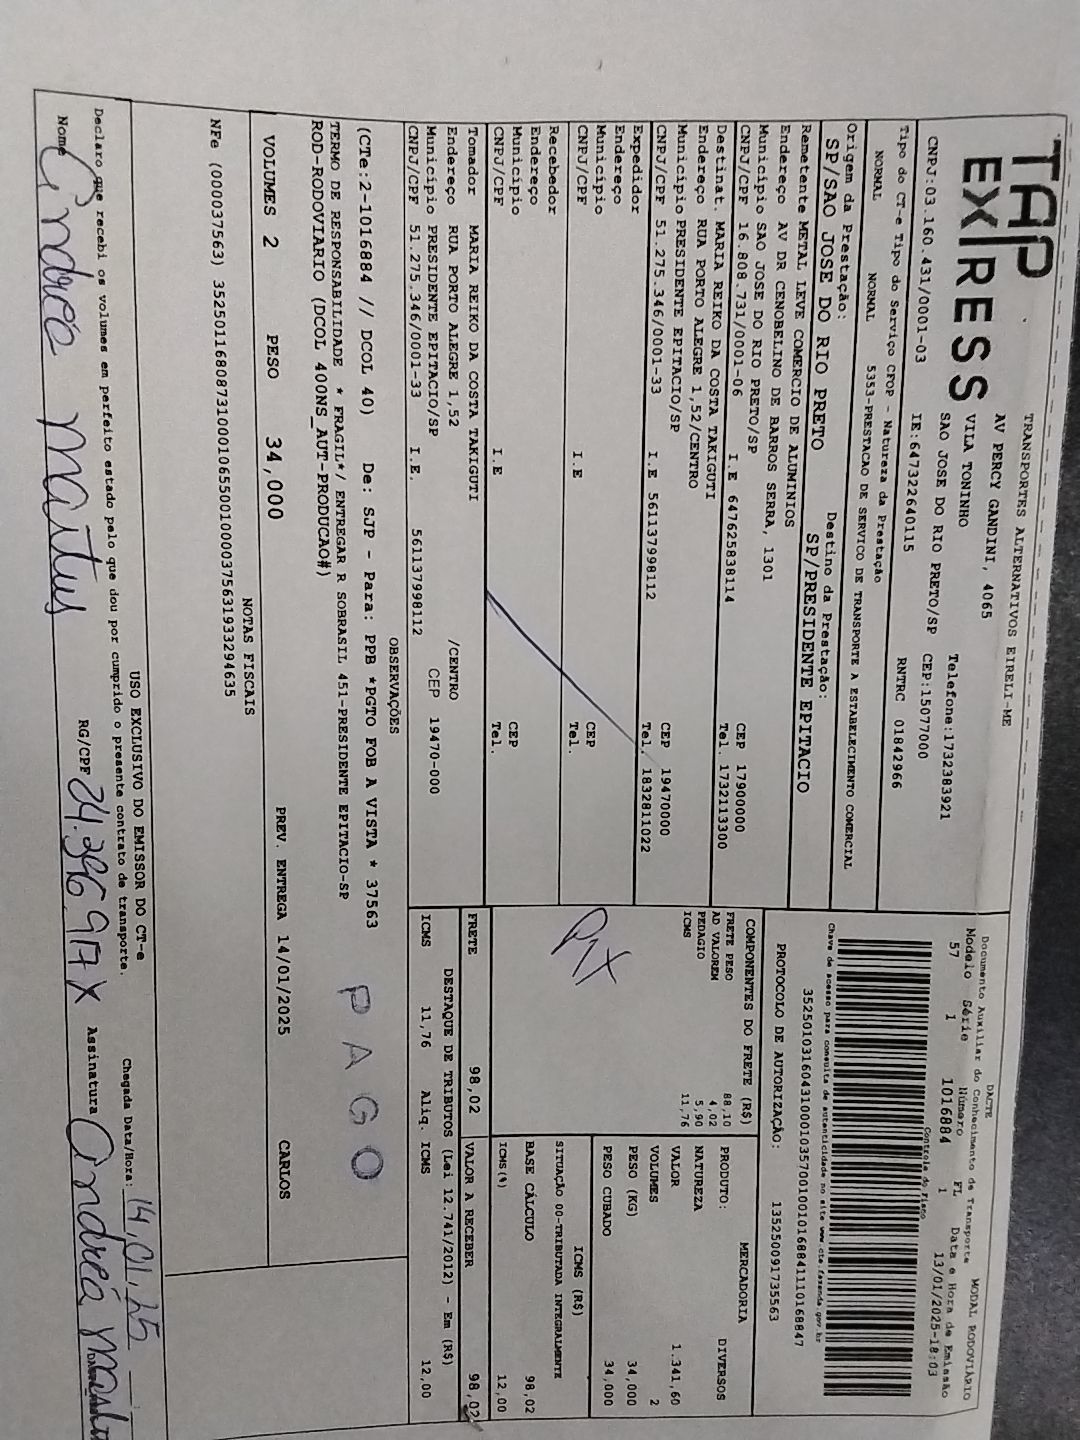 TAP
EXPRESS
TRANSPORTES ALTERNATIVOS EIRELI-ME
AV PERCY GANDINI, 4065
VILA TONINHO Telefone:1732383921
SAO JOSE DO RIO PRETO/SP CEP:15077000
CNPJ:03.160.431/0001-03 IE:647322640115 RNTRC 01842966
Tipo do CT-e Tipo do Serviço CFOP - Natureza da Prestação
NORMAL NORMAL 5353-PRESTACAO DE SERVICO DE TRANSPORTE A ESTABELECIMENTO COMERCIAL
Origem da Prestação: Destino da Prestação:
SP/SAO JOSE DO RIO PRETO SP/PRESIDENTE EPITACIO
Remetente METAL LEVE COMERCIO DE ALUMINIOS
Endereço AV DR CENOBELINO DE BARROS SERRA, 1301
Município SAO JOSE DO RIO PRETO/SP CEP 17900000
CNPJ/CPF 16.808.731/0001-06 I.E 647625838114 Tel. 1732113300
Destinat. MARIA REIKO DA COSTA TAKIGUTI
Endereço RUA PORTO ALEGRE 1,52/CENTRO
Município PRESIDENTE EPITACIO/SP CEP 19470000
CNPJ/CPF 51.275.346/0001-33 I.E 561137998112 Tel. 1832811022
Expedidor
Endereço
Município CEP
CNPJ/CPF I.E Tel.
Recebedor
Endereço
Município CEP
CNPJ/CPF I.E Tel.
Tomador MARIA REIKO DA COSTA TAKIGUTI
Endereço RUA PORTO ALEGRE 1,52 /CENTRO
Município PRESIDENTE EPITACIO/SP CEP 19470-000
CNPJ/CPF 51.275.346/0001-33 I.E. 561137998112
DACTE MODAL RODOVIÁRIO
Documento Auxiliar do Conhecimento de Transporte
Modelo Série Número FL Data e Hora de Emissão
57 1 1016884 1 13/01/2025-18:03
Controle do Fisco
Chave de acesso para consulta de autenticidade no site www.cte.fazenda.gov.br
35250103160431000103570010010168841110168847
PROTOCOLO DE AUTORIZAÇÃO: 135250091735563
COMPONENTES DO FRETE (R$)
FRETE PESO 88,10
AD VALOREM 4,02
PEDAGIO 5,90
ICMS 11,76
PIX
MERCADORIA
PRODUTO: DIVERSOS
NATUREZA
VALOR 1.341,60
VOLUMES 2
PESO (KG) 34,000
PESO CUBADO 34,000
ICMS (R$)
SITUAÇÃO 00-TRIBUTADA INTEGRALMENTE
BASE CÁLCULO 98,02
ICMS(%) 12,00
FRETE 98,02 VALOR A RECEBER 98,02
DESTAQUE DE TRIBUTOS (Lei 12.741/2012) - Em (R$)
ICMS 11,76 Aliq. ICMS 12,00
OBSERVAÇÕES
(CTe:2-1016884 // DCOL 40) De: SJP - Para: PPB *PGTO FOB A VISTA * 37563
PAGO
TERMO DE RESPONSABILIDADE * FRAGIL*/ ENTREGAR R SOBRASIL 451-PRESIDENTE EPITACIO-SP
ROD-RODOVIARIO (DCOL 400NS_AUT-PRODUCAO#)
VOLUMES 2 PESO 34,000 PREV. ENTREGA 14/01/2025 CARLOS
NOTAS FISCAIS
NFe (000037563) 35250116808731000106550010000375631933294635
USO EXCLUSIVO DO EMISSOR DO CT-e
Declaro que recebi os volumes em perfeito estado pelo que dou por cumprido o presente contrato de transporte. Chegada Data/Hora: 14,01,25
Nome André RG/CPF 24.396.917X Assinatura